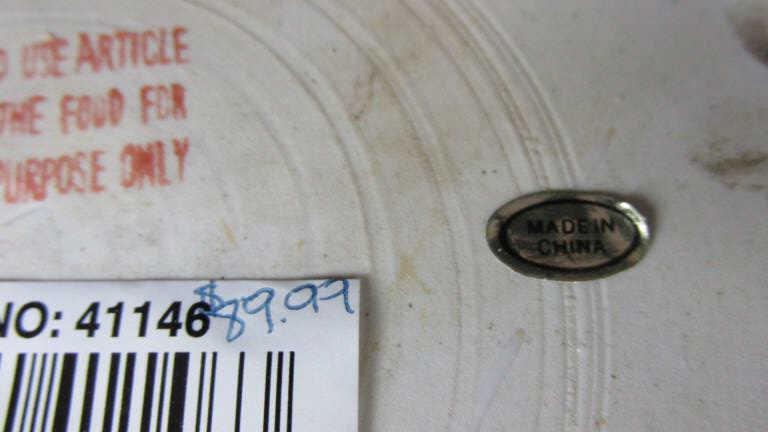 USE ARTICLE
THE FOOD FOR
PURPOSE ONLY
MADE IN
CHINA
NO: 41146
$89.99